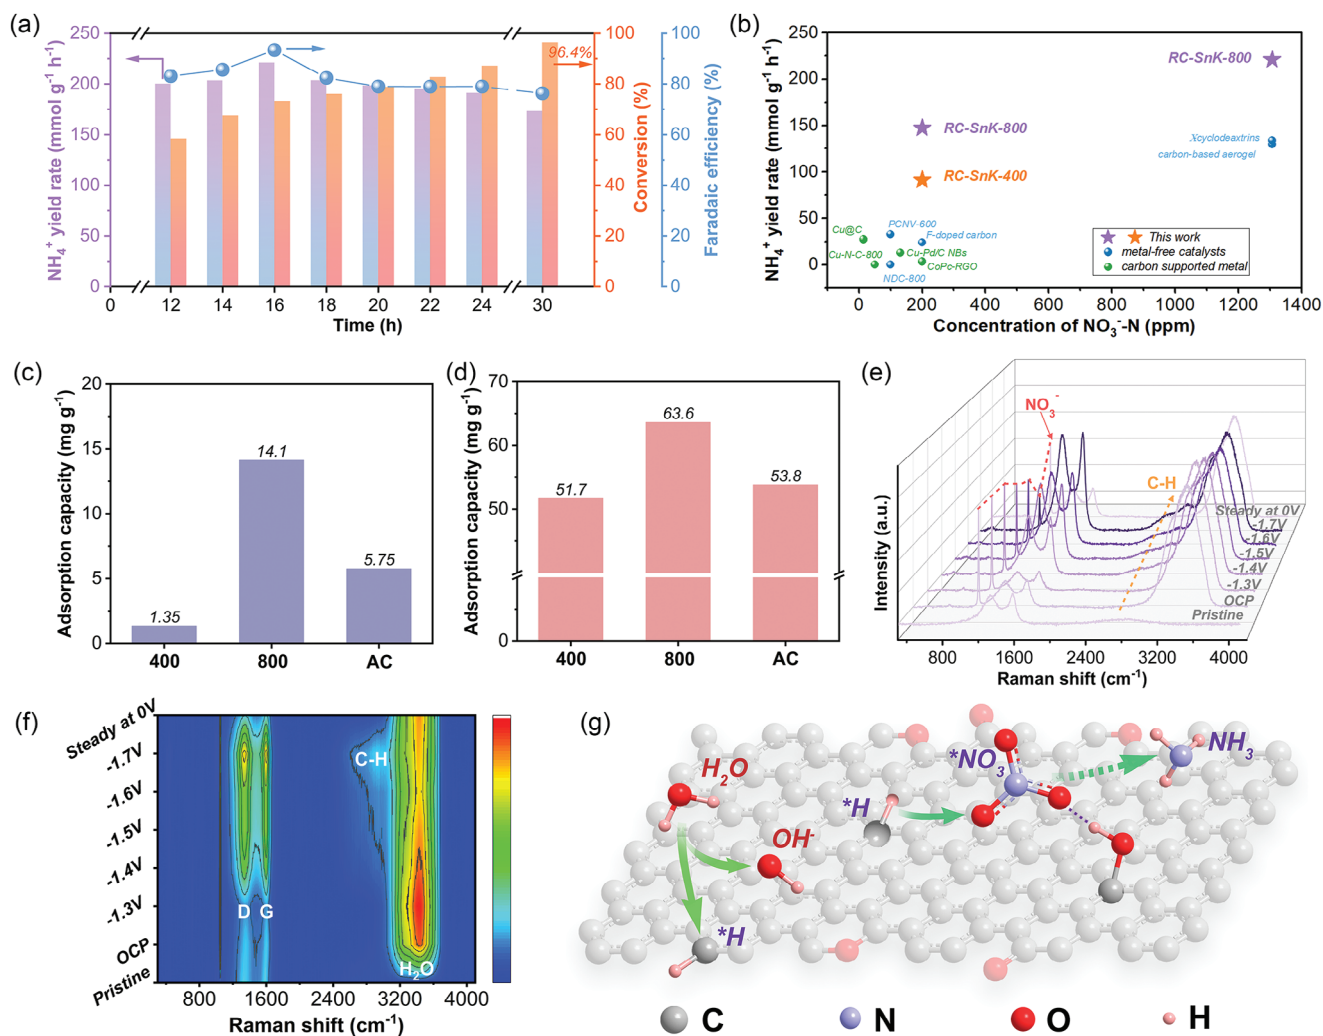 (a)
NH₄⁺ yield rate (mmol g⁻¹ h⁻¹)
250
200
150
100
50
0
96.4%
100
80
60
40
20
0
Conversion (%)
100
80
60
40
20
0
Faradaic efficiency (%)
0 12 14 16 18 20 22 24 30
Time (h)
(b)
NH₄⁺ yield rate (mmol g⁻¹ h⁻¹)
250
200
150
100
50
0
RC-SnK-800
RC-SnK-800
Xcyclodeaxtrins
carbon-based aerogel
RC-SnK-400
Cu@C
PCNV-600
F-doped carbon
Cu-N-C-800
Cu-Pd/C NBs
CoPc-RGO
NDC-800
This work
metal-free catalysts
carbon supported metal
0 200 400 600 800 1000 1200 1400
Concentration of NO₃⁻-N (ppm)
(c)
Adsorption capacity (mg g⁻¹)
20
15
10
5
0
1.35
14.1
5.75
400 800 AC
(d)
Adsorption capacity (mg g⁻¹)
70
60
50
0
51.7
63.6
53.8
400 800 AC
(e)
Intensity (a.u.)
NO₃⁻
C-H
Steady at 0V
-1.7V
-1.6V
-1.5V
-1.4V
-1.3V
OCP
Pristine
800 1600 2400 3200 4000
Raman shift (cm⁻¹)
(f)
Steady at 0V
-1.7V
-1.6V
-1.5V
-1.4V
-1.3V
OCP
Pristine
C-H
D G
H₂O
800 1600 2400 3200 4000
Raman shift (cm⁻¹)
(g)
H₂O
*H
*NO₃
NH₃
OH⁻
*H
C N O H